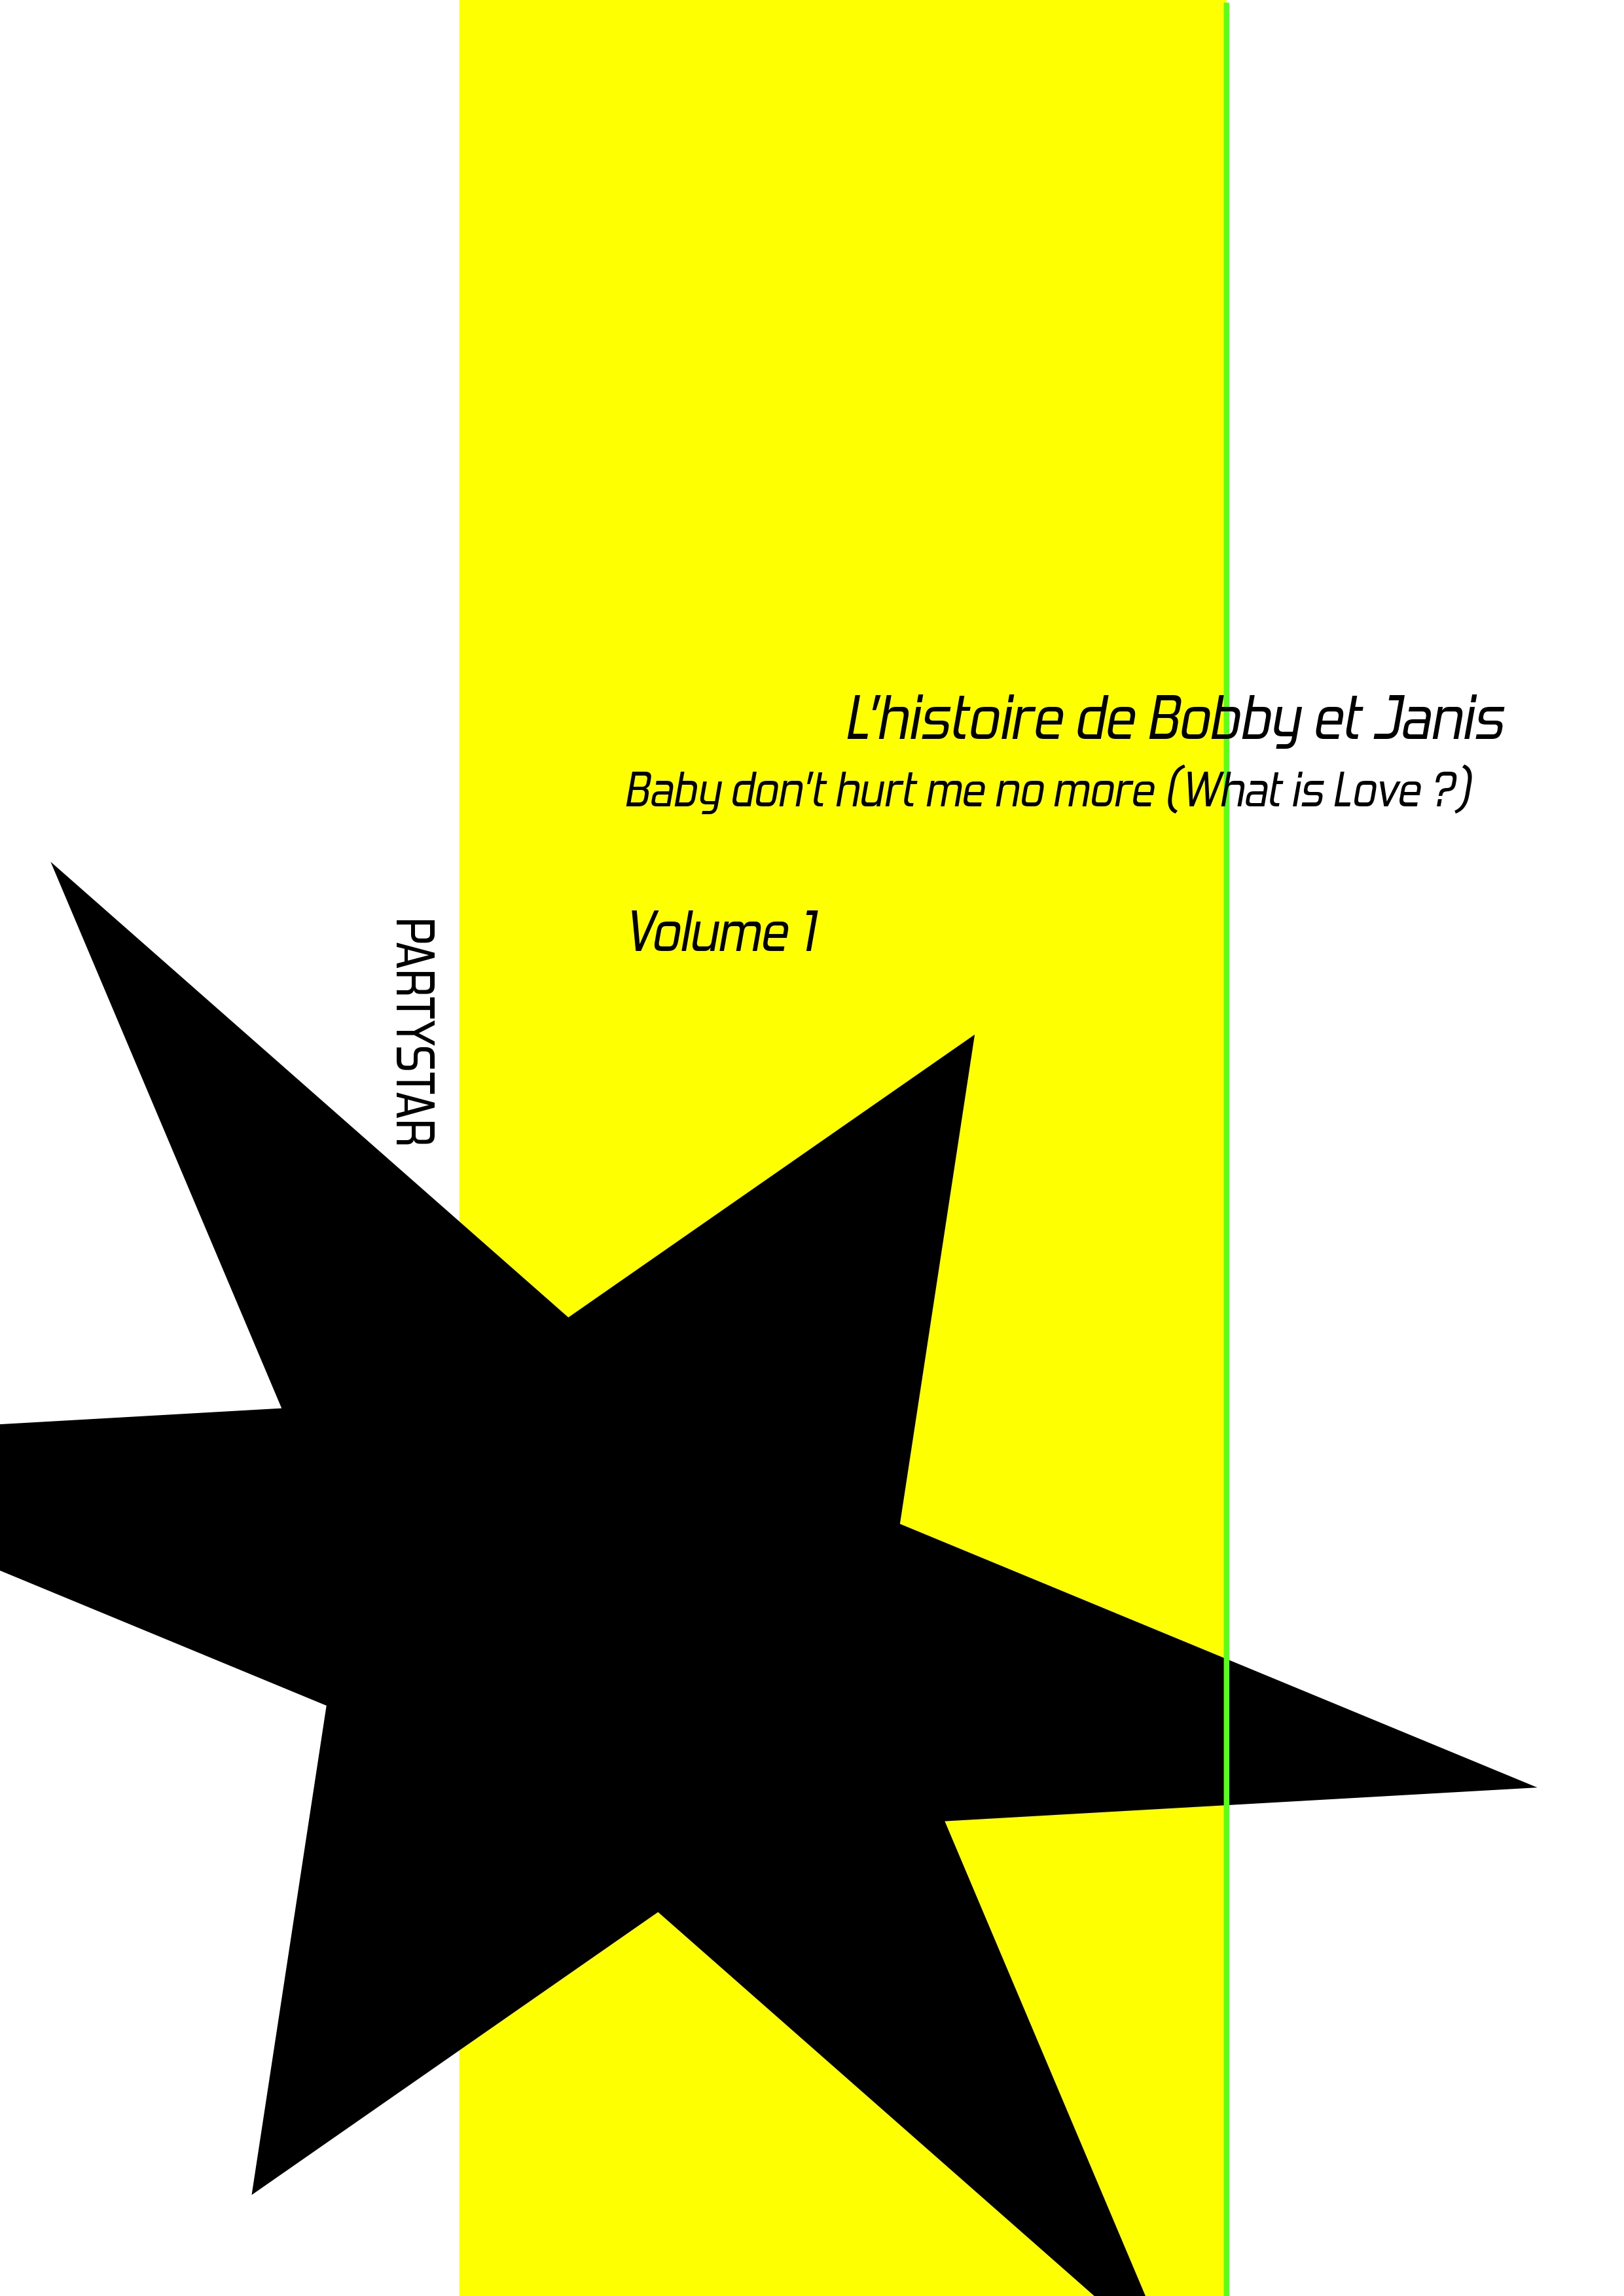 L'histoire de Bobby et Janis
Baby don't hurt me no more (What is Love ?)
Volume 1
PARTYSTAR